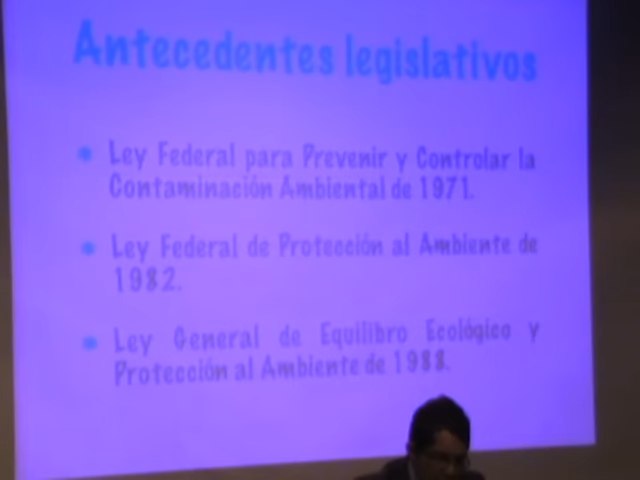 Antecedentes legislativos
• Ley Federal para Prevenir y Controlar la
Contaminación Ambiental de 1971.
• Ley Federal de Protección al Ambiente de
1982.
• Ley General de Equilibro Ecológico y
Protección al Ambiente de 1988.